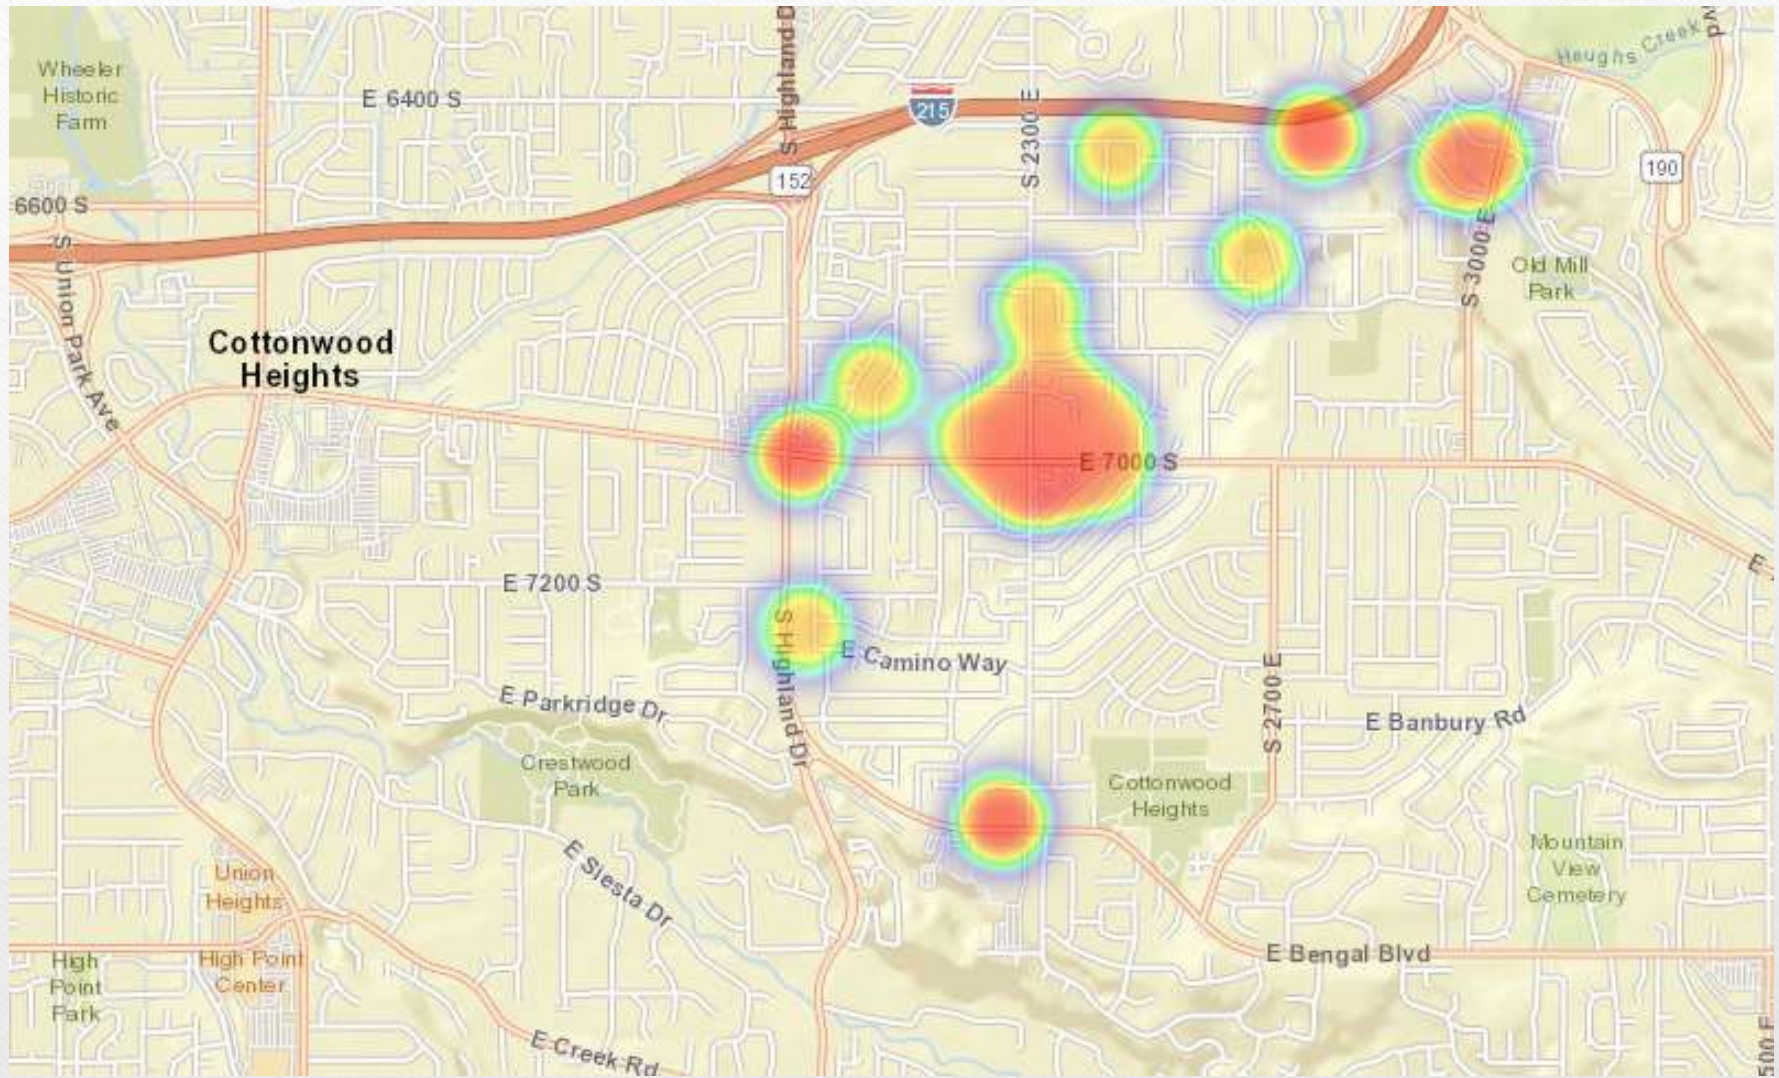 Wheeler
Historic
Farm
E 6400 S
S Highland D
215
S 2300 E
Heughs Creek
vd
152
190
6600 S
S Union Park Ave
S 3000 E
Old Mill
Park
Cottonwood
Heights
E 7000 S
E
E 7200 S
S Highland Dr
E Camino Way
E Parkridge Dr
S 2700 E
E Banbury Rd
Crestwood
Park
Cottonwood
Heights
E Siesta Dr
Mountain
View
Cemetery
Union
Heights
E Bengal Blvd
High
Point
Park
High Point
Center
E Creek Rd
500 E